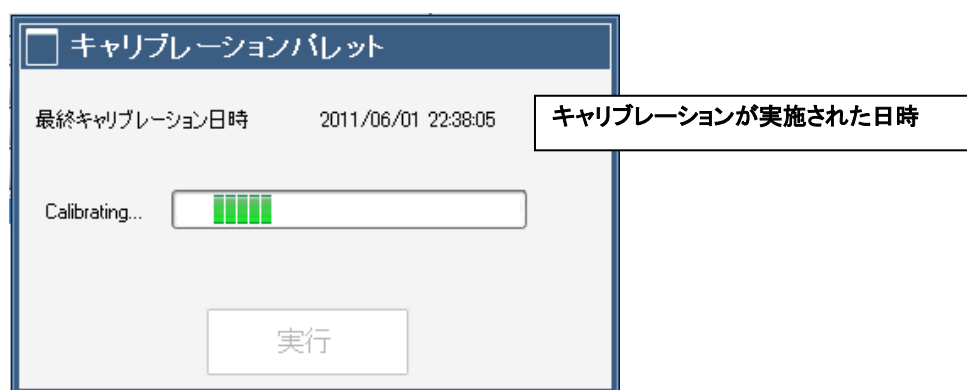 キャリブレーションパレット
最終キャリブレーション日時 2011/06/01 22:38:05
キャリブレーションが実施された日時
Calibrating...
実行